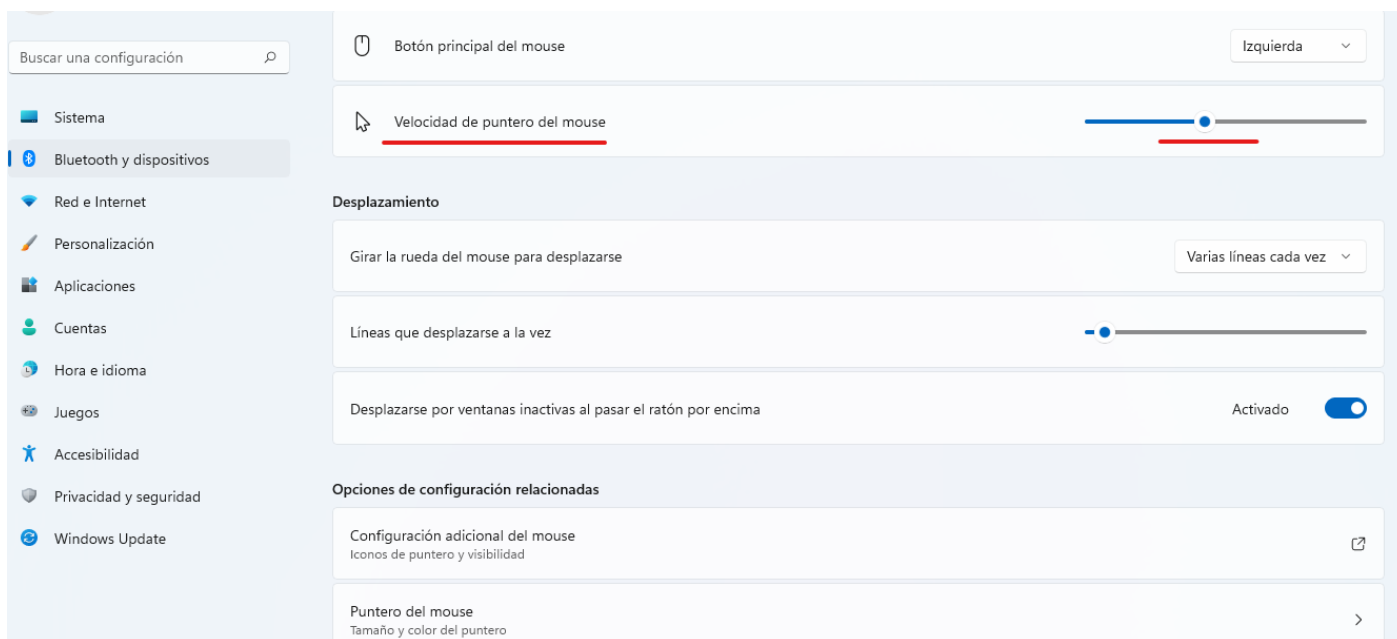 Buscar una configuración
Sistema
Bluetooth y dispositivos
Red e Internet
Personalización
Aplicaciones
Cuentas
Hora e idioma
Juegos
Accesibilidad
Privacidad y seguridad
Windows Update
Botón principal del mouse
Izquierda
Velocidad de puntero del mouse
Desplazamiento
Girar la rueda del mouse para desplazarse
Varias líneas cada vez
Líneas que desplazarse a la vez
Desplazarse por ventanas inactivas al pasar el ratón por encima
Activado
Opciones de configuración relacionadas
Configuración adicional del mouse
Iconos de puntero y visibilidad
Puntero del mouse
Tamaño y color del puntero